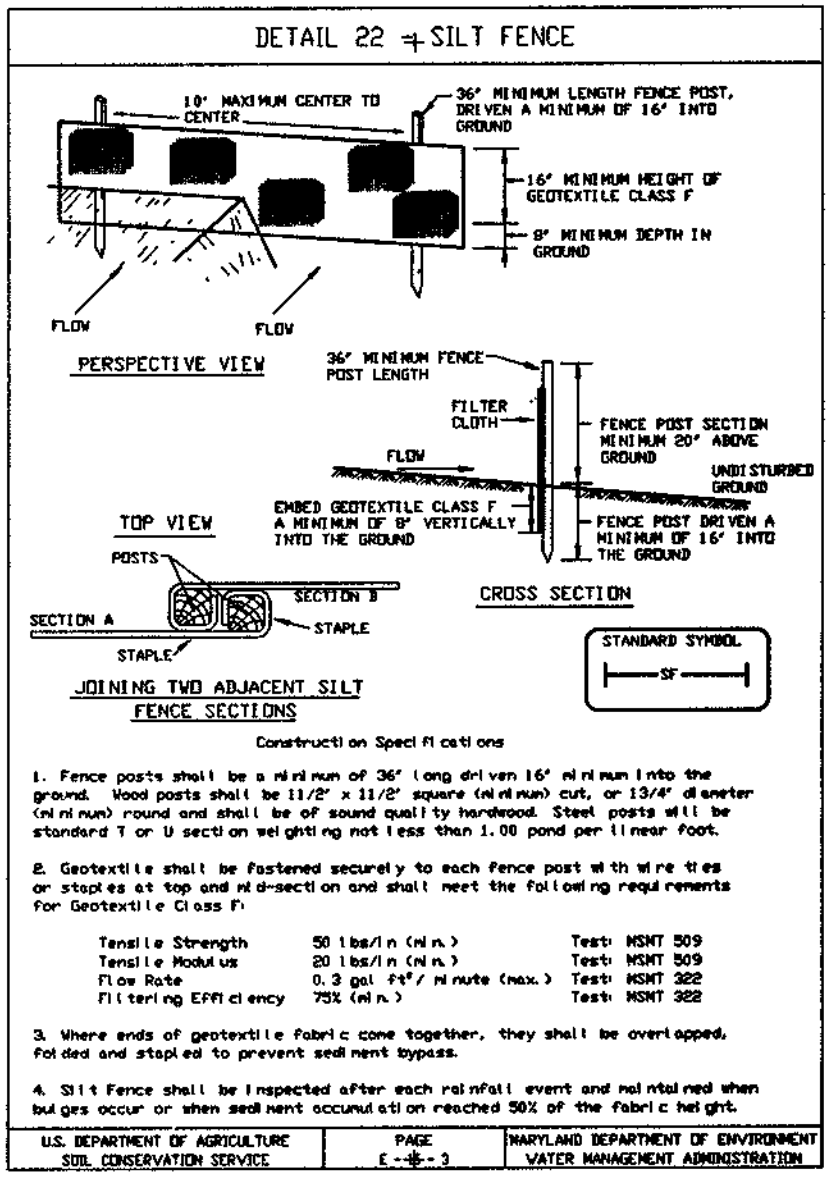 DETAIL 22 - SILT FENCE
10' MAXIMUM CENTER TO
CENTER
36" MINIMUM LENGTH FENCE POST,
DRIVEN A MINIMUM OF 16" INTO
GROUND
16" MINIMUM HEIGHT OF
GEOTEXTILE CLASS F
8" MINIMUM DEPTH IN
GROUND
FLOW
FLOW
PERSPECTIVE VIEW
36" MINIMUM FENCE
POST LENGTH
FILTER
CLOTH
FENCE POST SECTION
MINIMUM 20" ABOVE
GROUND
FLOW
UNDISTURBED
GROUND
EMBED GEOTEXTILE CLASS F
A MINIMUM OF 8" VERTICALLY
INTO THE GROUND
FENCE POST DRIVEN A
MINIMUM OF 16" INTO
THE GROUND
CROSS SECTION
TOP VIEW
POSTS
SECTION B
SECTION A
STAPLE
STAPLE
JOINING TWO ADJACENT SILT
FENCE SECTIONS
STANDARD SYMBOL
SF
Construction Specifications
1. Fence posts shall be a minimum of 36" long driven 16" minimum into the
ground. Wood posts shall be 11/2" x 11/2" square (minimum) cut, or 13/4" diameter
(minimum) round and shall be of sound quality hardwood. Steel posts will be
standard T or U section weighting not less than 1.00 pond per linear foot.
2. Geotextile shall be fastened securely to each fence post with wire ties
or staples at top and mid-section and shall meet the following requirements
for Geotextile Class F:
Tensile Strength 50 lbs/in (min.) Test: MSMT 509
Tensile Modulus 20 lbs/in (min.) Test: MSMT 509
Flow Rate 0.3 gal ft²/ minute (max.) Test: MSMT 322
Filtering Efficiency 75% (min.) Test: MSMT 322
3. Where ends of geotextile fabric come together, they shall be overlapped,
folded and stapled to prevent sediment bypass.
4. Silt Fence shall be inspected after each rainfall event and maintained when
bulges occur or when sediment accumulation reached 50% of the fabric height.
U.S. DEPARTMENT OF AGRICULTURE
SOIL CONSERVATION SERVICE
PAGE
E - - 3
MARYLAND DEPARTMENT OF ENVIRONMENT
WATER MANAGEMENT ADMINISTRATION